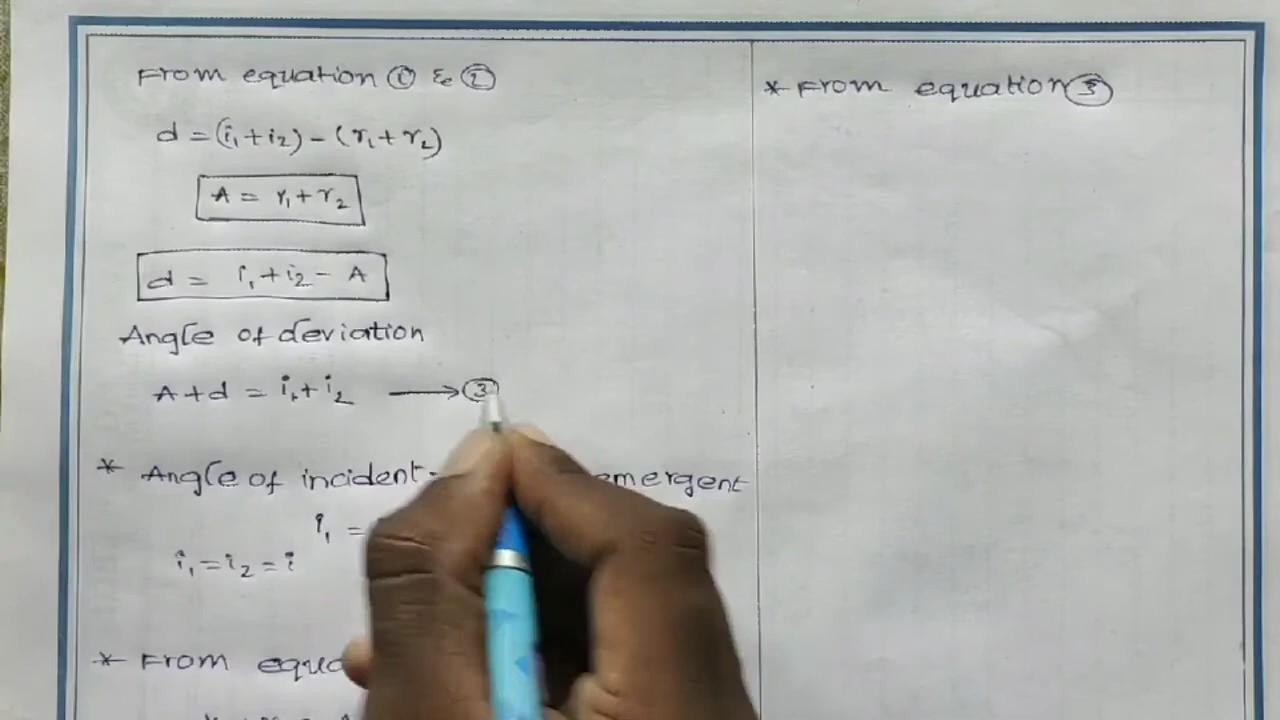 From equation ① & ②
d = (i₁ + i₂) - (r₁ + r₂)
A = r₁ + r₂
d = i₁ + i₂ - A
Angle of deviation
A + d = i₁ + i₂ → ③
* Angle of incident = emergent
i₁ =
i₁ = i₂ = i
* From
* From equation ③